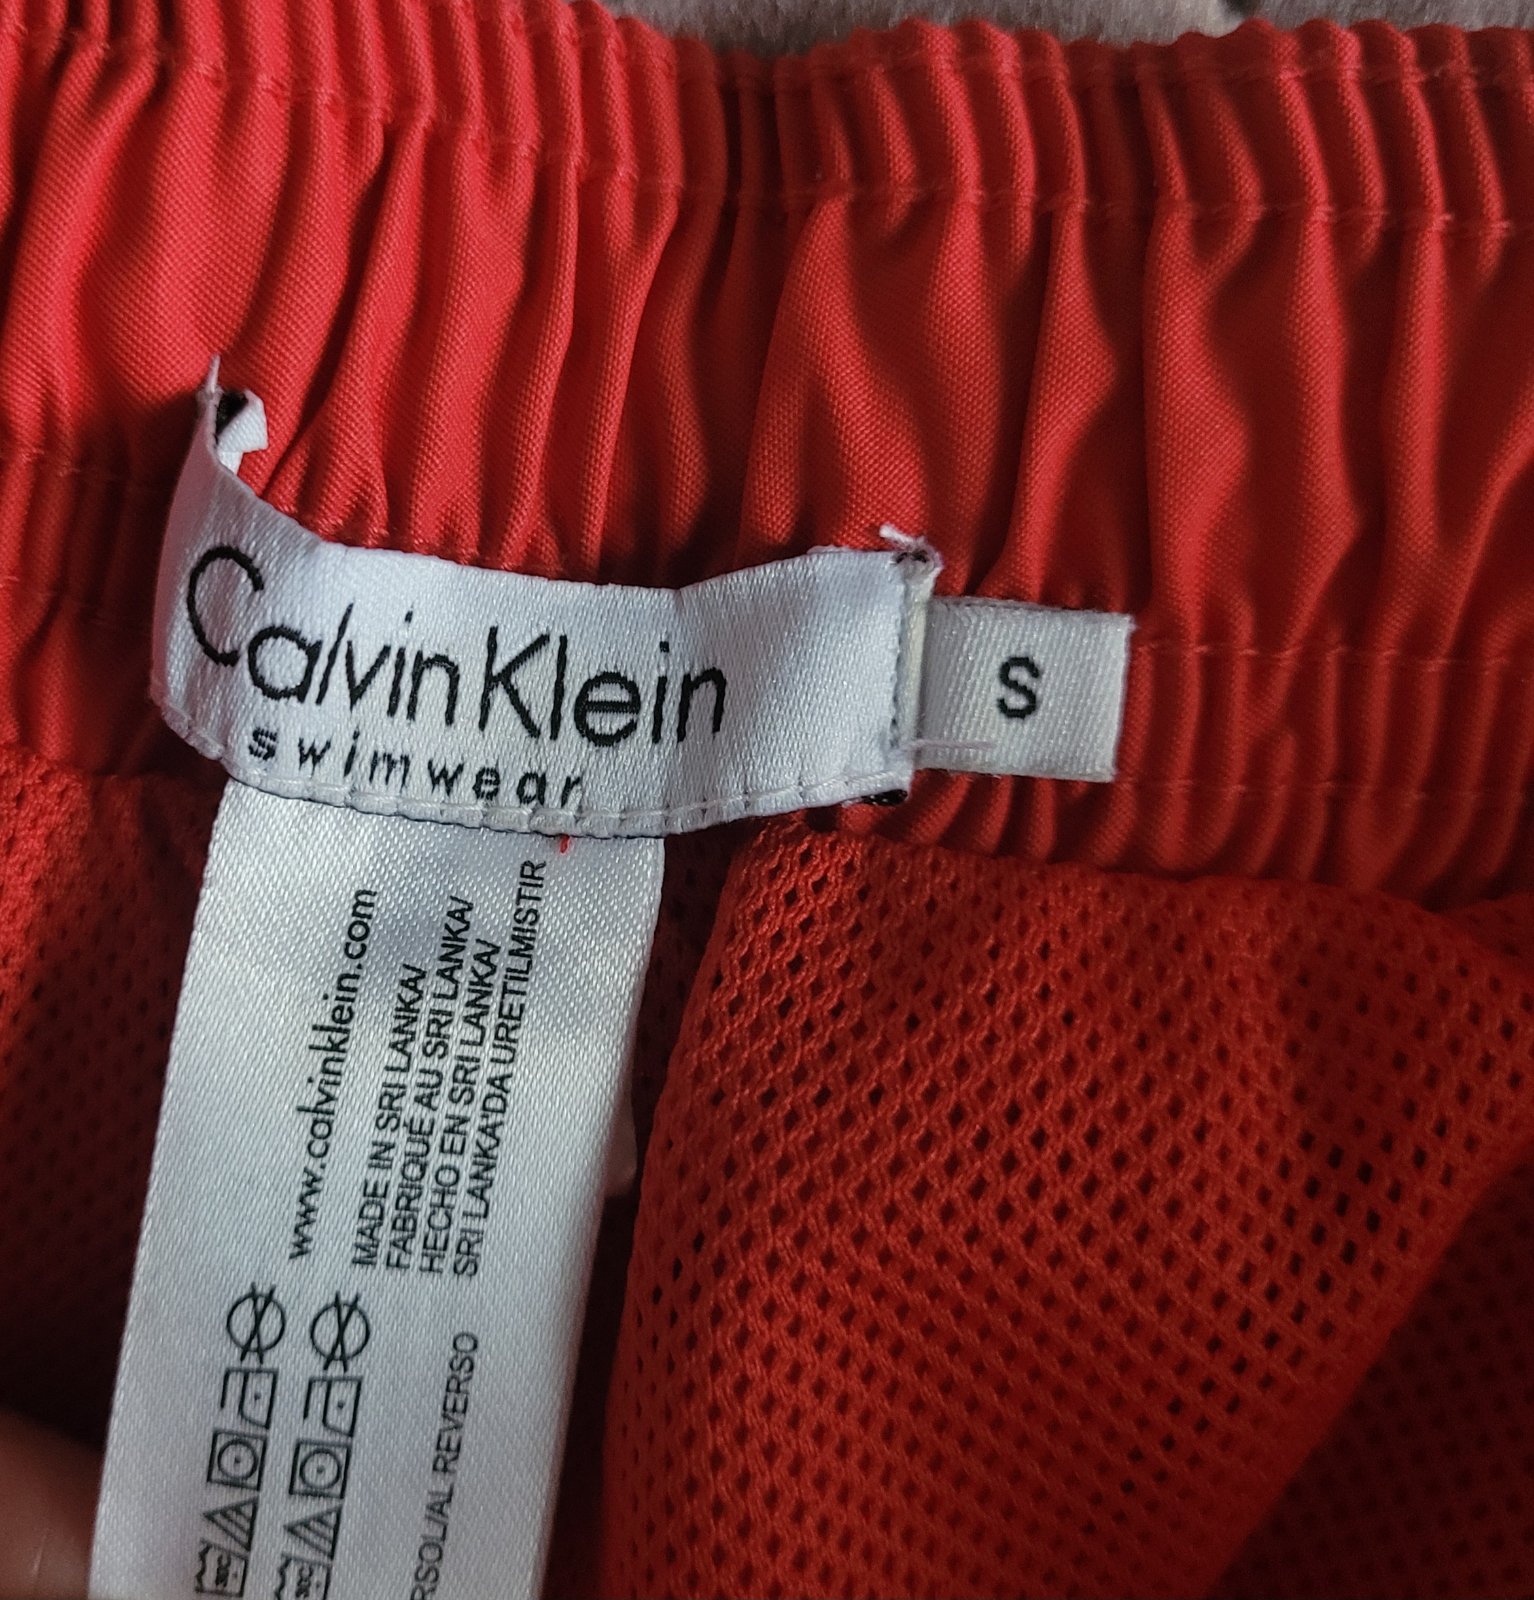 Calvin Klein
swimwear
S
www.calvinklein.com
MADE IN SRI LANKA/
FABRIQUÉ AU SRI LANKA/
HECHO EN SRI LANKA/
SRI LANKA'DA URETILMISTIR
AL REVERSO